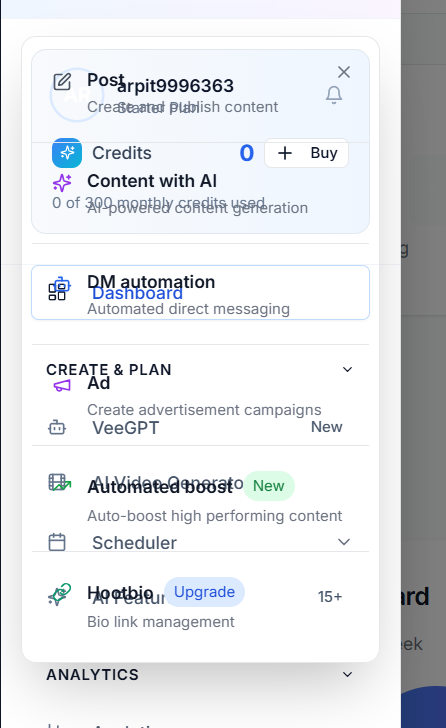 Post
arpit9996363
Create and publish content
Starter Plan
Credits
0
Buy
Content with AI
0 of 300 monthly credits used
AI-powered content generation
DM automation
Dashboard
Automated direct messaging
CREATE & PLAN
Ad
Create advertisement campaigns
VeeGPT
New
AI Video Generato
Automated boost
New
Auto-boost high performing content
Scheduler
Hootbio
Upgrade
AI Featur
15+
Bio link management
ANALYTICS